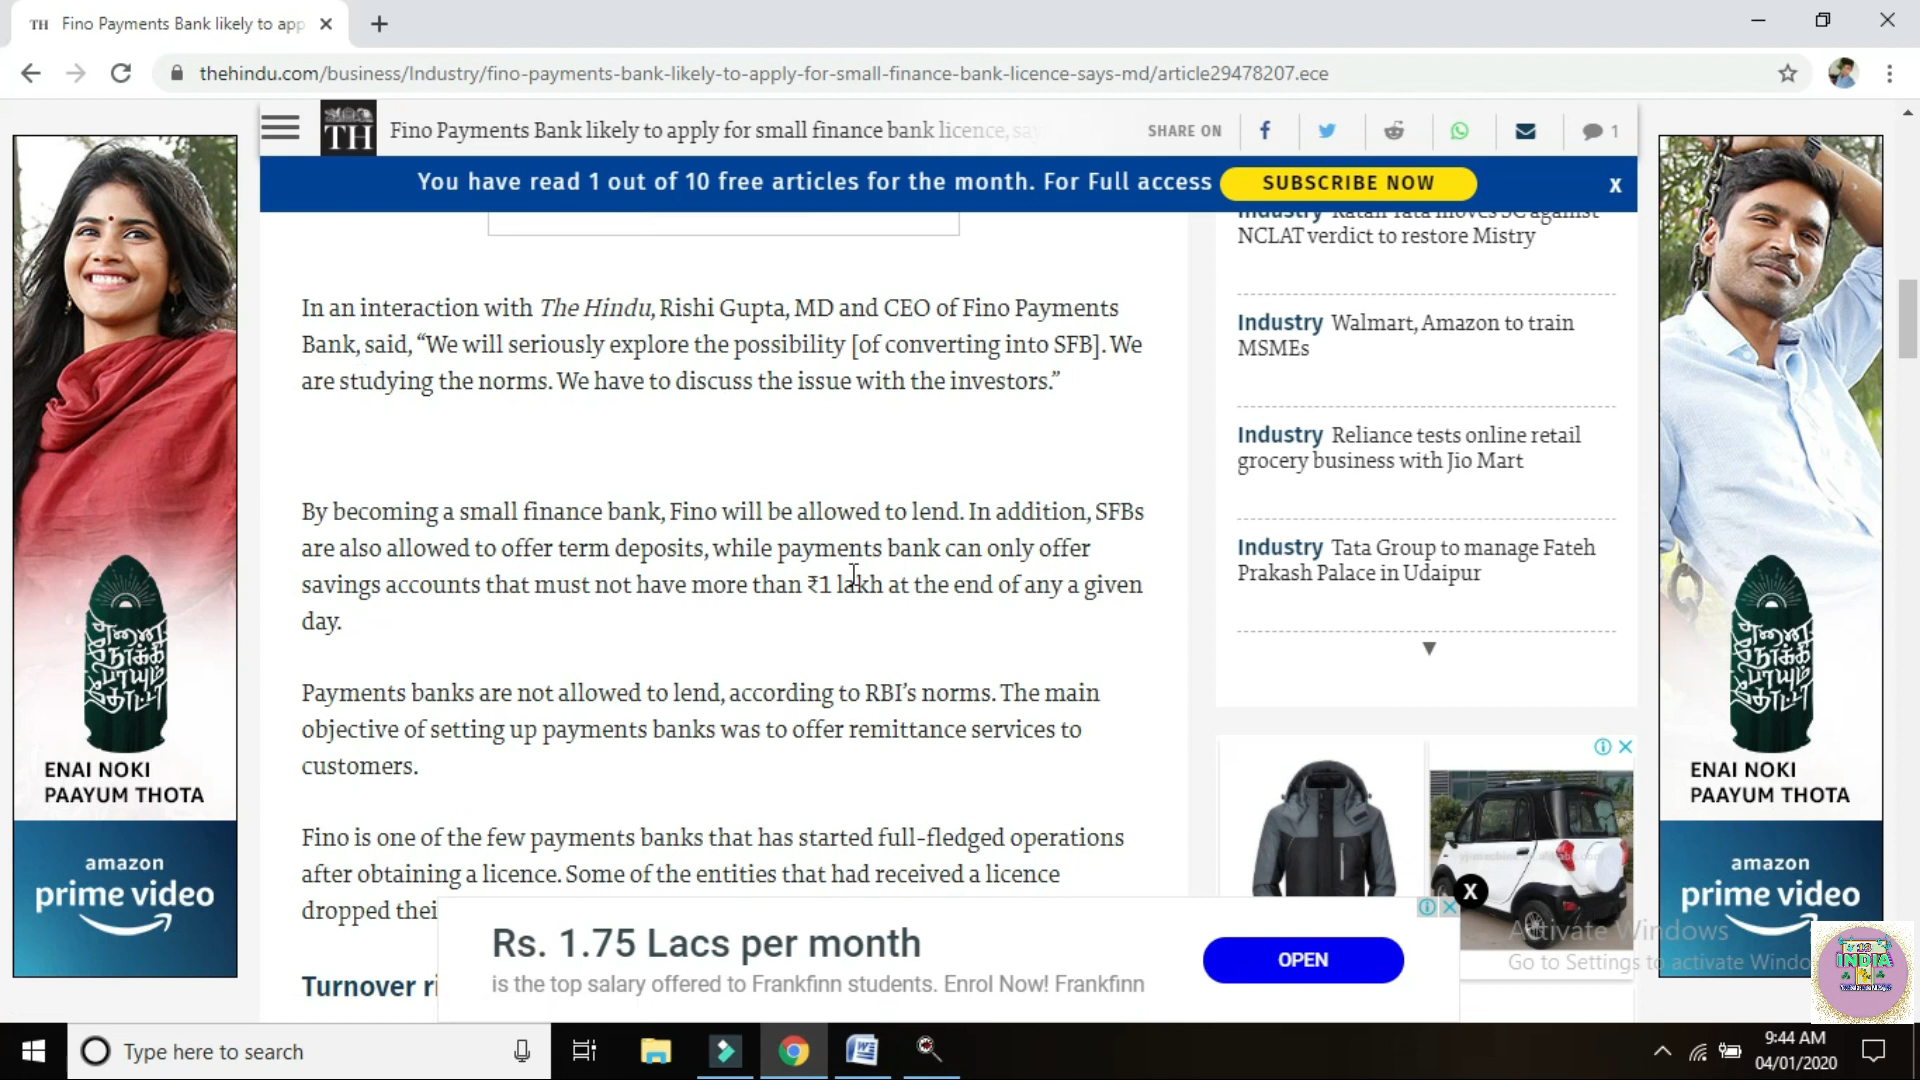 TH Fino Payments Bank likely to app
thehindu.com/business/Industry/fino-payments-bank-likely-to-apply-for-small-finance-bank-licence-says-md/article29478207.ece
TH Fino Payments Bank likely to apply for small finance bank licence, say
SHARE ON
1
You have read 1 out of 10 free articles for the month. For Full access SUBSCRIBE NOW X
In an interaction with The Hindu, Rishi Gupta, MD and CEO of Fino Payments
Bank, said, “We will seriously explore the possibility [of converting into SFB]. We
are studying the norms. We have to discuss the issue with the investors.”
By becoming a small finance bank, Fino will be allowed to lend. In addition, SFBs
are also allowed to offer term deposits, while payments bank can only offer
savings accounts that must not have more than ₹1 lakh at the end of any a given
day.
Payments banks are not allowed to lend, according to RBI’s norms. The main
objective of setting up payments banks was to offer remittance services to
customers.
Fino is one of the few payments banks that has started full-fledged operations
after obtaining a licence. Some of the entities that had received a licence
dropped thei
Turnover ri
Industry Ratan Tata moves SC against
NCLAT verdict to restore Mistry
Industry Walmart, Amazon to train
MSMEs
Industry Reliance tests online retail
grocery business with Jio Mart
Industry Tata Group to manage Fateh
Prakash Palace in Udaipur
எனை
நோக்கி
பாயும்
தோட்டா
ENAI NOKI
PAAYUM THOTA
amazon
prime video
எனை
நோக்கி
பாயும்
தோட்டா
ENAI NOKI
PAAYUM THOTA
amazon
prime video
X
Rs. 1.75 Lacs per month
is the top salary offered to Frankfinn students. Enrol Now! Frankfinn
OPEN
Activate Windows
Go to Settings to activate Windo
INDIA
Type here to search
9:44 AM
04/01/2020